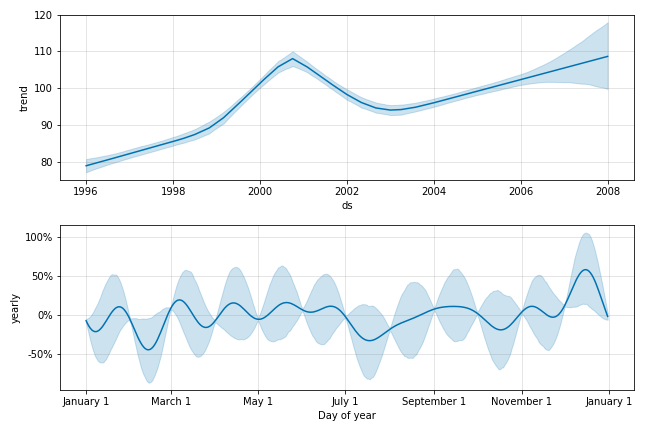 120
110
100
90
80
trend
1996
1998
2000
2002
2004
2006
2008
ds
100%
50%
0%
-50%
yearly
January 1
March 1
May 1
July 1
September 1
November 1
January 1
Day of year